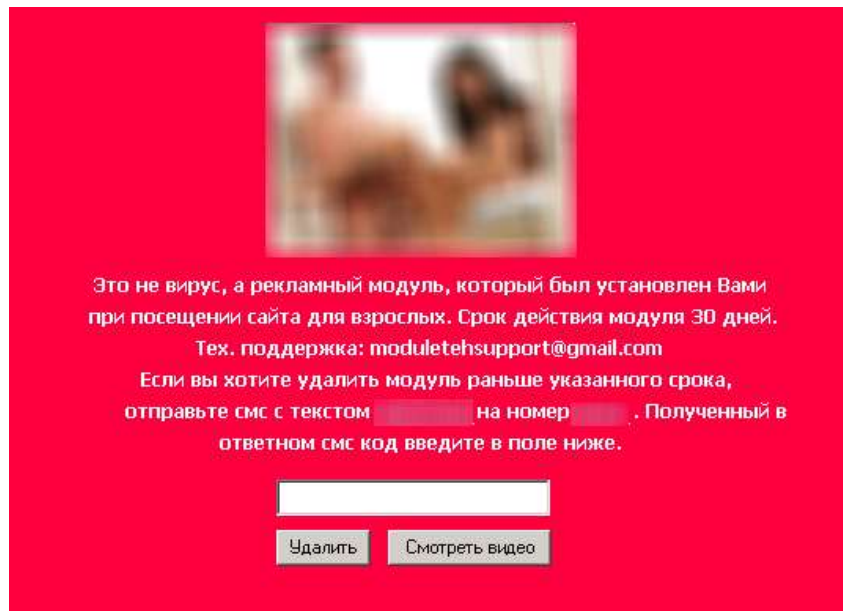 Это не вирус, а рекламный модуль, который был установлен Вами
при посещении сайта для взрослых. Срок действия модуля 30 дней.
Тех. поддержка: moduletehsupport@gmail.com
Если вы хотите удалить модуль раньше указанного срока,
отправьте смс с текстом на номер . Полученный в
ответном смс код введите в поле ниже.
Удалить Смотреть видео